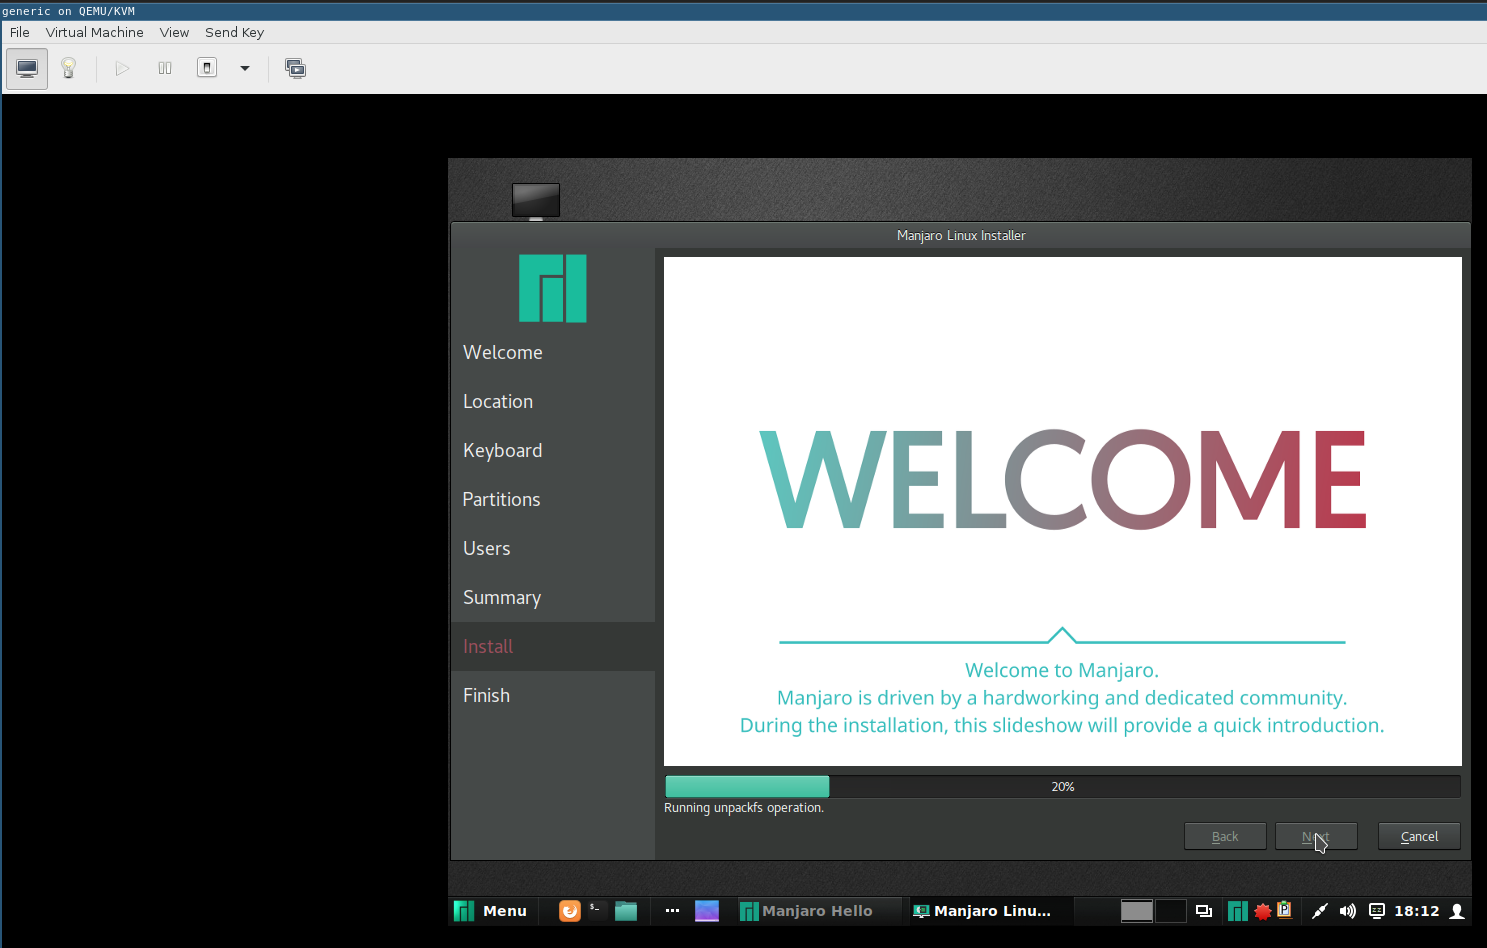 generic on QEMU/KVM
File Virtual Machine View Send Key
Manjaro Linux Installer
Welcome
Location
Keyboard
Partitions
Users
Summary
Install
Finish
WELCOME
Welcome to Manjaro.
Manjaro is driven by a hardworking and dedicated community.
During the installation, this slideshow will provide a quick introduction.
20%
Running unpackfs operation.
Back Next Cancel
Menu $_ ... Manjaro Hello Manjaro Linu... P 18:12